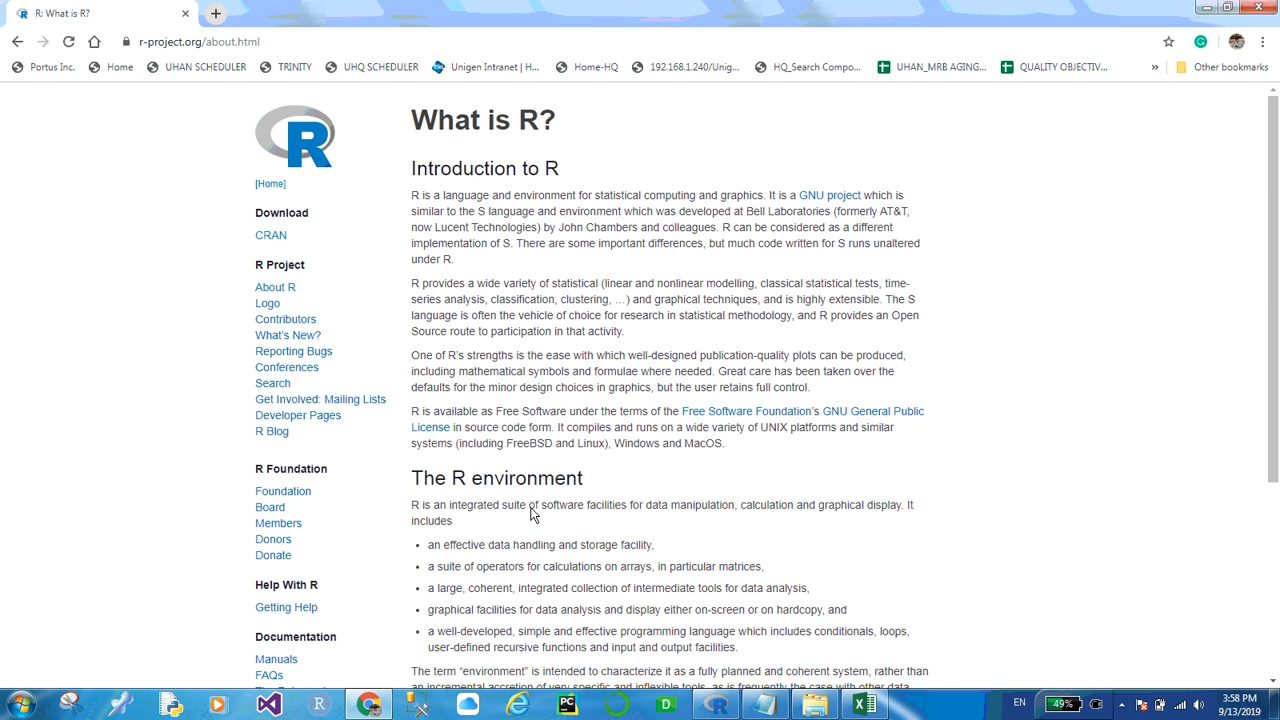 R: What is R?
r-project.org/about.html
Portus Inc. Home UHAN SCHEDULER TRINITY UHQ SCHEDULER Unigen Intranet | H... Home-HQ 192.168.1.240/Unig... HQ_Search Compo... UHAN_MRB AGING... QUALITY OBJECTIV... » Other bookmarks
R
[Home]
Download
CRAN
R Project
About R
Logo
Contributors
What's New?
Reporting Bugs
Conferences
Search
Get Involved: Mailing Lists
Developer Pages
R Blog
R Foundation
Foundation
Board
Members
Donors
Donate
Help With R
Getting Help
Documentation
Manuals
FAQs
What is R?
Introduction to R
R is a language and environment for statistical computing and graphics. It is a GNU project which is
similar to the S language and environment which was developed at Bell Laboratories (formerly AT&T,
now Lucent Technologies) by John Chambers and colleagues. R can be considered as a different
implementation of S. There are some important differences, but much code written for S runs unaltered
under R.
R provides a wide variety of statistical (linear and nonlinear modelling, classical statistical tests, time-
series analysis, classification, clustering, …) and graphical techniques, and is highly extensible. The S
language is often the vehicle of choice for research in statistical methodology, and R provides an Open
Source route to participation in that activity.
One of R's strengths is the ease with which well-designed publication-quality plots can be produced,
including mathematical symbols and formulae where needed. Great care has been taken over the
defaults for the minor design choices in graphics, but the user retains full control.
R is available as Free Software under the terms of the Free Software Foundation's GNU General Public
License in source code form. It compiles and runs on a wide variety of UNIX platforms and similar
systems (including FreeBSD and Linux), Windows and MacOS.
The R environment
R is an integrated suite of software facilities for data manipulation, calculation and graphical display. It
includes
• an effective data handling and storage facility,
• a suite of operators for calculations on arrays, in particular matrices,
• a large, coherent, integrated collection of intermediate tools for data analysis,
• graphical facilities for data analysis and display either on-screen or on hardcopy, and
• a well-developed, simple and effective programming language which includes conditionals, loops,
user-defined recursive functions and input and output facilities.
The term “environment” is intended to characterize it as a fully planned and coherent system, rather than
an incremental accretion of very specific and inflexible tools, as is frequently the case with other data
EN 49% 3:58 PM
9/13/2019